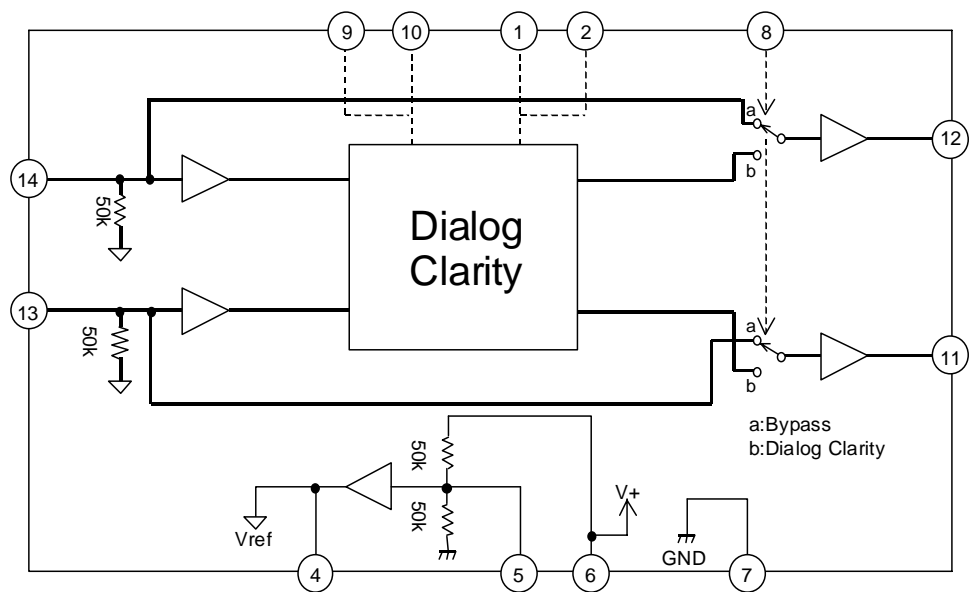 9 10 1 2 8
a
12
14
b
50k
Dialog
Clarity
13
50k
a
11
b
a:Bypass
b:Dialog Clarity
50k
50k
V+
Vref
GND
4 5 6 7